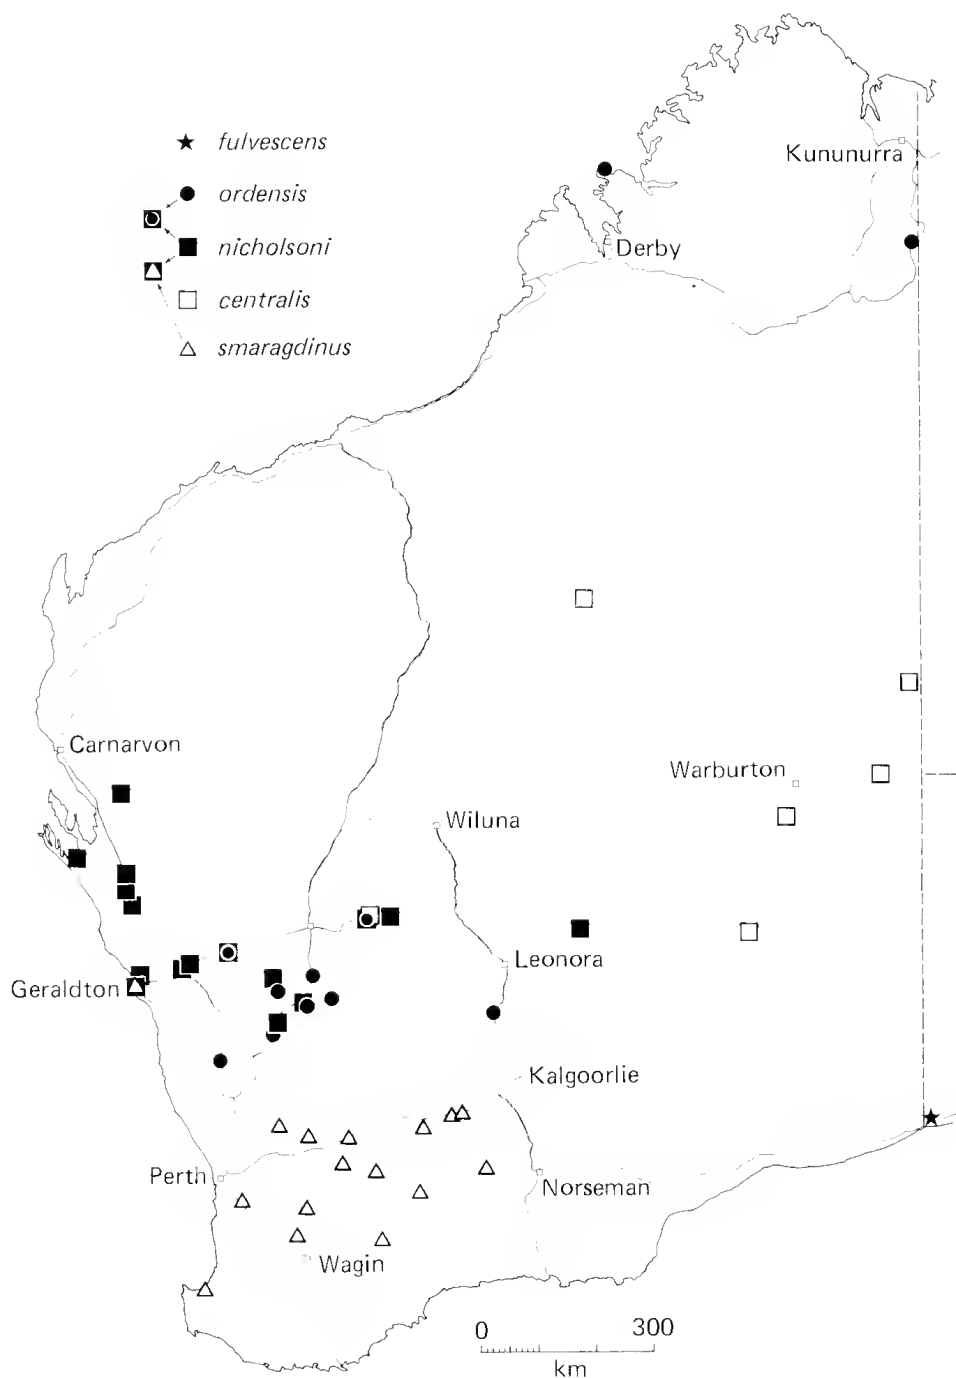 fulvescens
ordensis
nicholsoni
centralis
smaragdinus
Kununurra
Derby
Carnarvon
Warburton
Wiluna
Leonora
Geraldton
Kalgoorlie
Perth
Norseman
Wagin
0 300
km